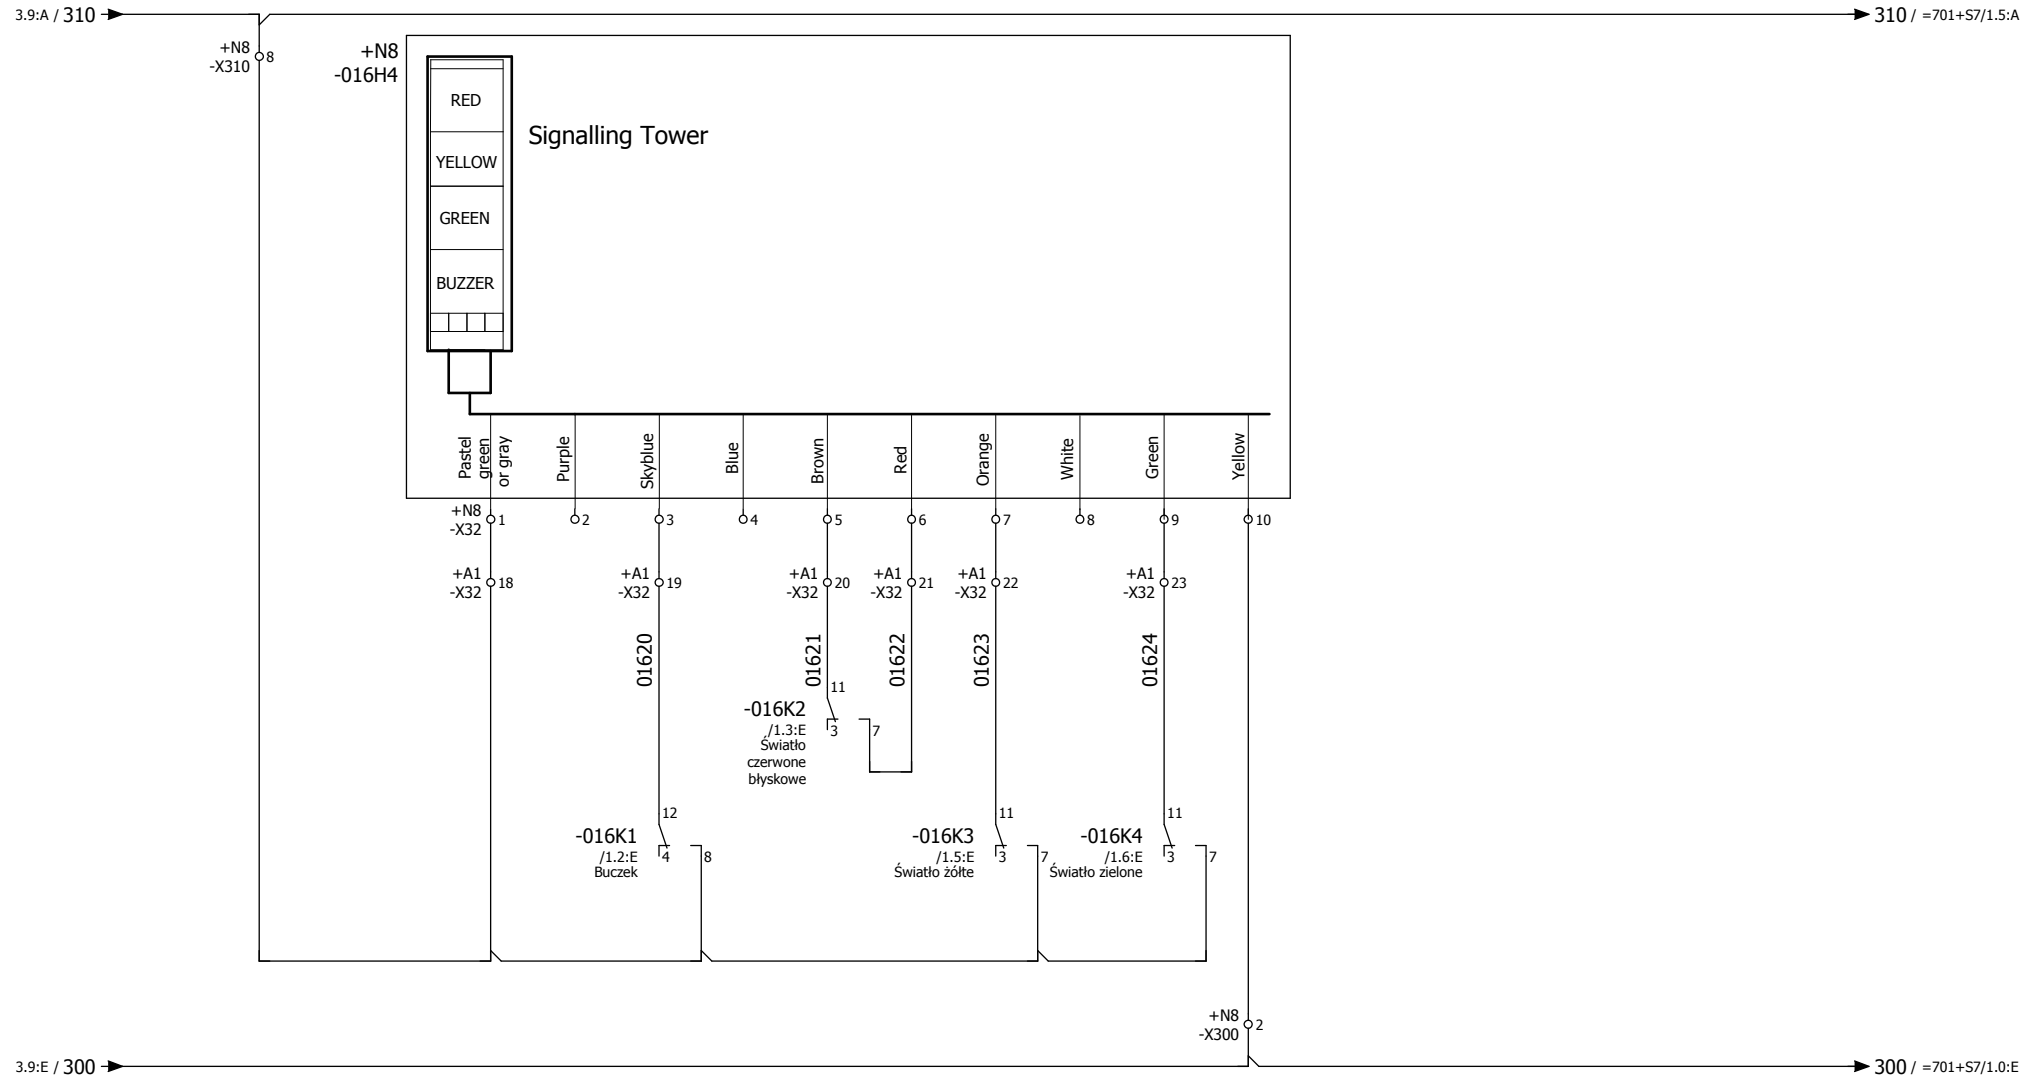 3.9:A / 310
310 / =701+S7/1.5:A
+N8
-X310
8
+N8
-016H4
RED
YELLOW
GREEN
BUZZER
Signalling Tower
Pastel
green
or gray
Purple
Skyblue
Blue
Brown
Red
Orange
White
Green
Yellow
+N8
-X32
1
2
3
4
5
6
7
8
9
10
+A1
-X32
18
+A1
-X32
19
+A1
-X32
20
+A1
-X32
21
+A1
-X32
22
+A1
-X32
23
01620
01621
01622
01623
01624
-016K2
/1.3:E
Światło
czerwone
błyskowe
11
3
7
-016K1
/1.2:E
Buczek
12
4
8
-016K3
/1.5:E
Światło żółte
11
3
7
-016K4
/1.6:E
Światło zielone
11
3
7
+N8
-X300
2
3.9:E / 300
300 / =701+S7/1.0:E